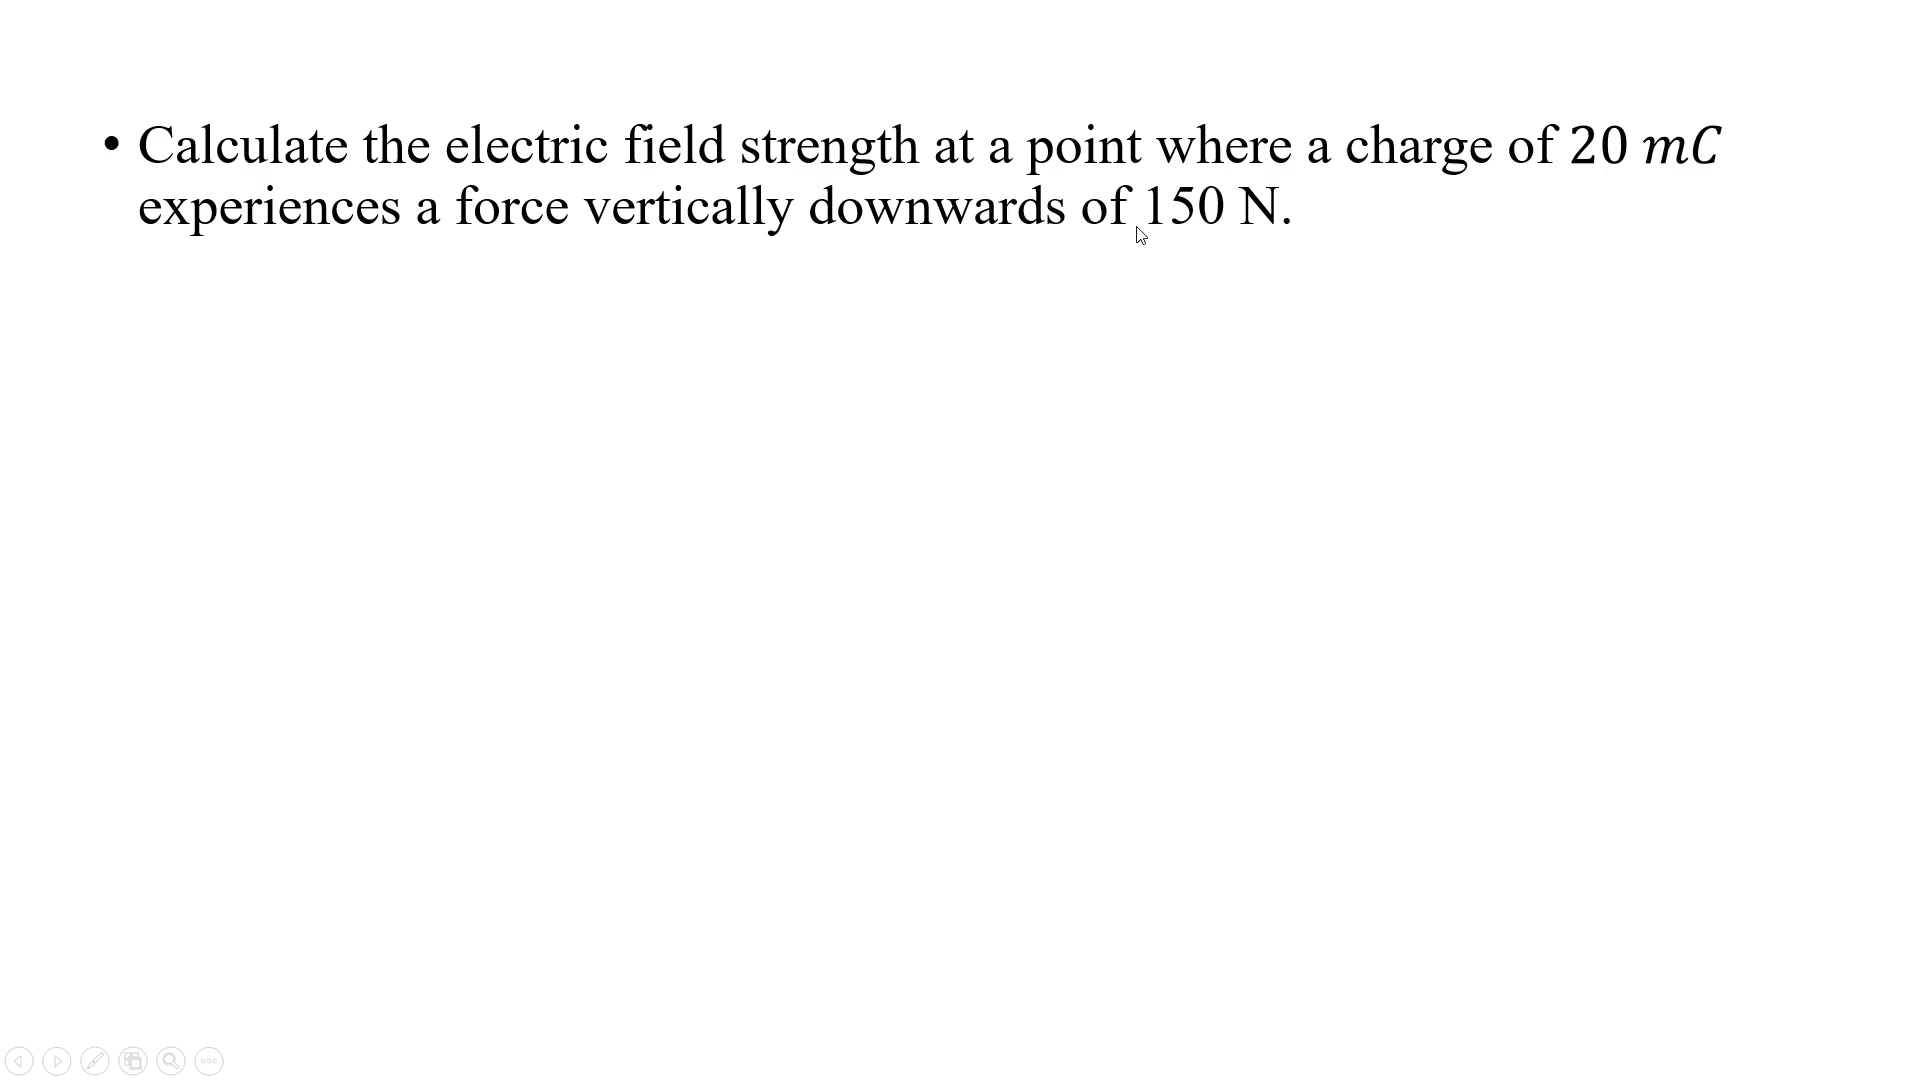 • Calculate the electric field strength at a point where a charge of 20 mC
experiences a force vertically downwards of 150 N.